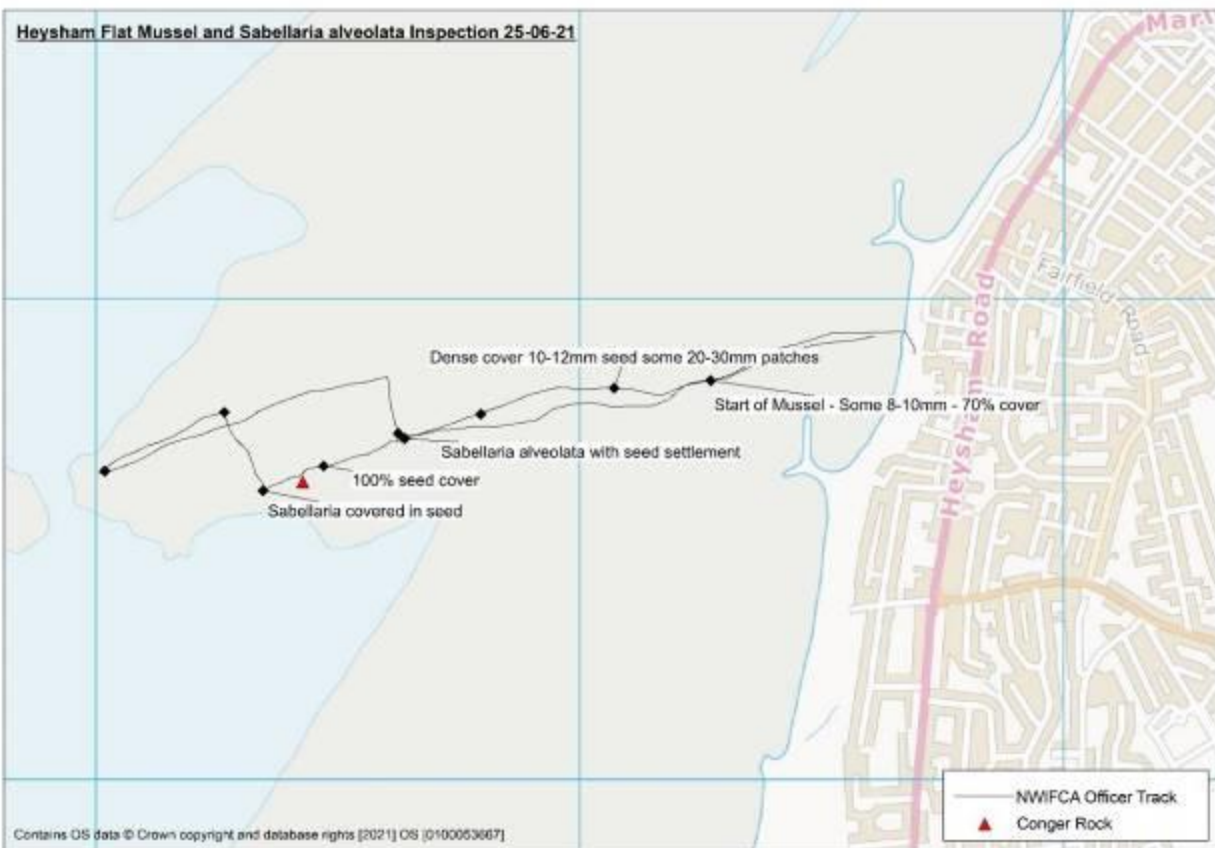 Heysham Flat Mussel and Sabellaria alveolata Inspection 25-06-21
Heysham Road
Fairfield Road
Dense cover 10-12mm seed some 20-30mm patches
Start of Mussel - Some 8-10mm - 70% cover
Sabellaria alveolata with seed settlement
100% seed cover
Sabellaria covered in seed
NWIFCA Officer Track
Conger Rock
Contains OS data © Crown copyright and database rights [2021] OS [0100053667]